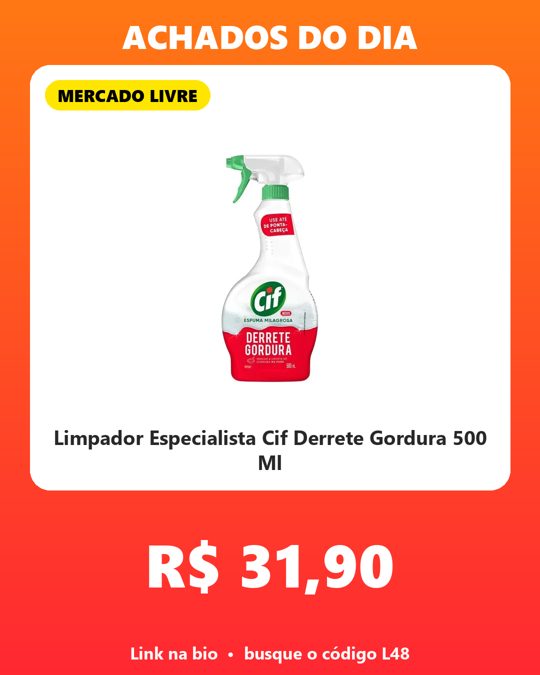 ACHADOS DO DIA
MERCADO LIVRE
USE ATÉ
DE PONTA-
CABEÇA
Cif
ESPUMA MILAGROSA
DERRETE
GORDURA
Limpador Especialista Cif Derrete Gordura 500
Ml
R$ 31,90
Link na bio • busque o código L48